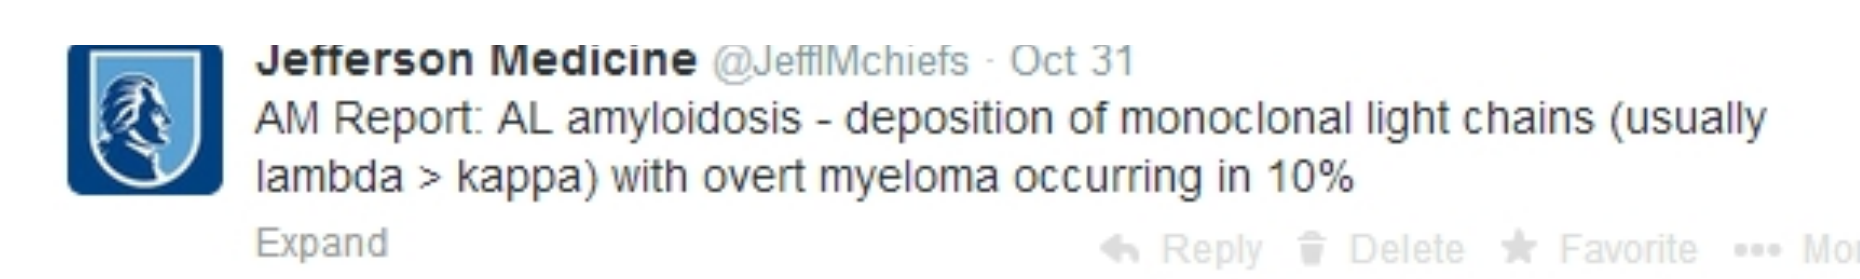 Jefferson Medicine @JeffIMchiefs · Oct 31
AM Report: AL amyloidosis - deposition of monoclonal light chains (usually
lambda > kappa) with overt myeloma occurring in 10%
Expand Reply Delete Favorite ••• Mor